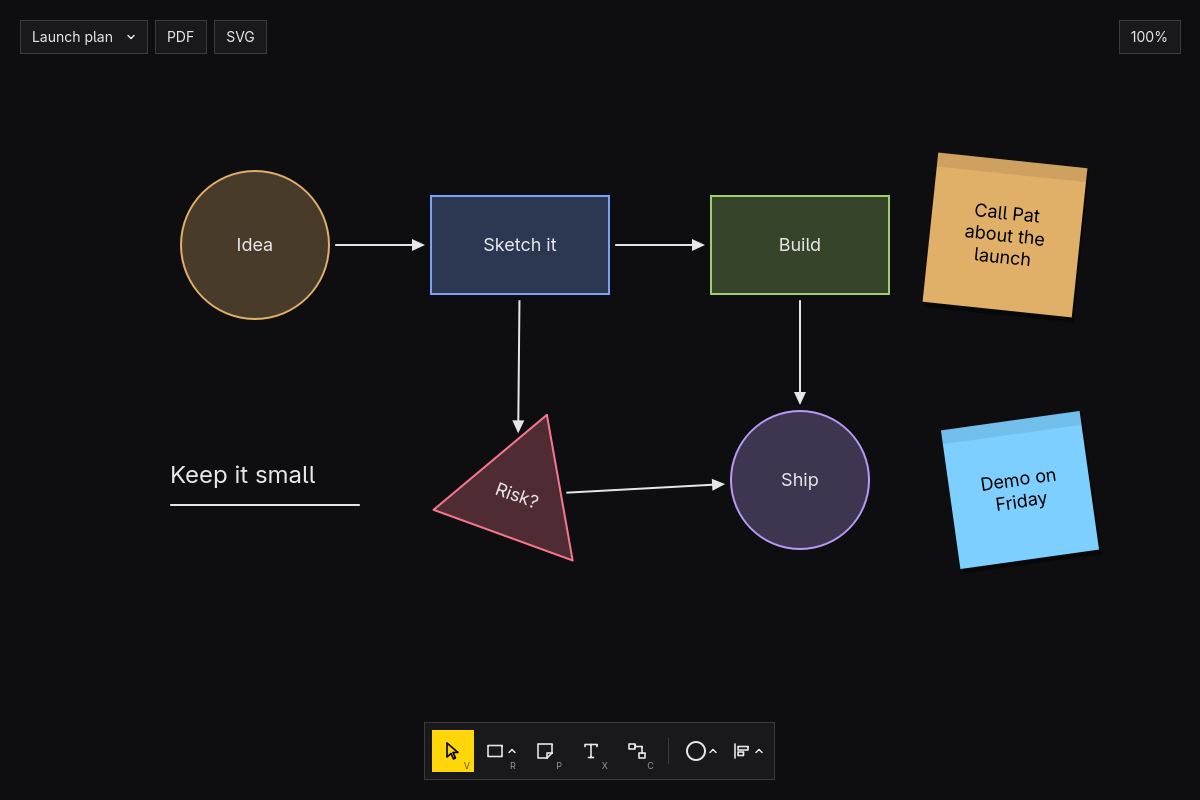 Launch plan
PDF
SVG
100%
Idea
Sketch it
Build
Call Pat
about the
launch
Keep it small
Risk?
Ship
Demo on
Friday
V
R
P
X
C